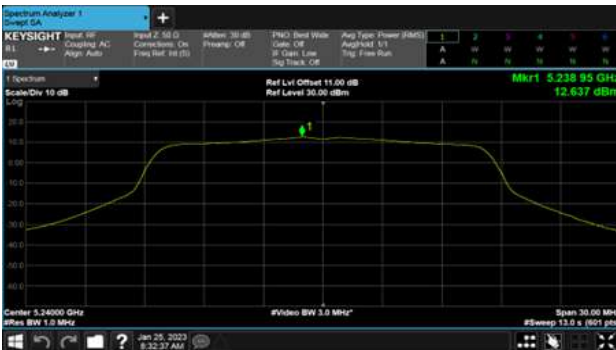 Spectrum Analyzer 1
Swept SA
KEYSIGHT
Input: RF
Coupling: AC
Align: Auto
Input Z: 50 Ω
Corrections: On
Freq Ref: Int (S)
#Atten: 30 dB
Preamp: Off
PNO: Best Wide
Gate: Off
IF Gain: Low
Sig Track: Off
Avg Type: Power (RMS)
Avg|Hold: 1/1
Trig: Free Run
1 2 3 4 5 6
A W W W W W
A N N N N N
1 Spectrum
Scale/Div 10 dB
Log
Ref Lvl Offset 11.00 dB
Ref Level 30.00 dBm
Mkr1 5.238 95 GHz
12.637 dBm
1
20.0
10.0
0.00
-10.0
-20.0
-30.0
-40.0
-50.0
-60.0
Center 5.24000 GHz
#Res BW 1.0 MHz
#Video BW 3.0 MHz*
Span 30.00 MHz
#Sweep 13.0 s (601 pts)
Jan 25, 2023
8:32:37 AM